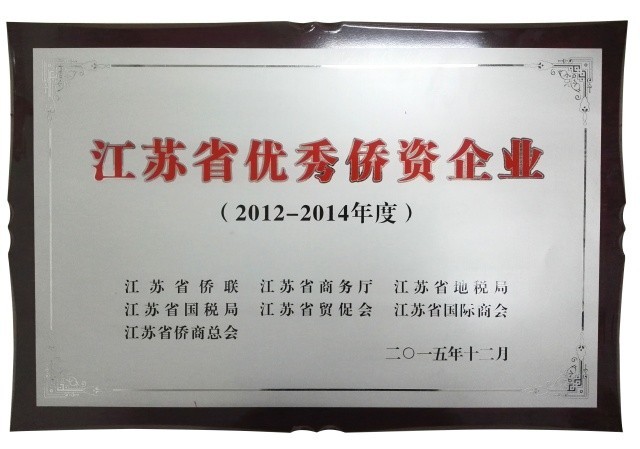 江苏省优秀侨资企业
（2012-2014年度）
江苏省侨联 江苏省商务厅 江苏省地税局
江苏省国税局 江苏省贸促会 江苏省国际商会
江苏省侨商总会
二〇一五年十二月